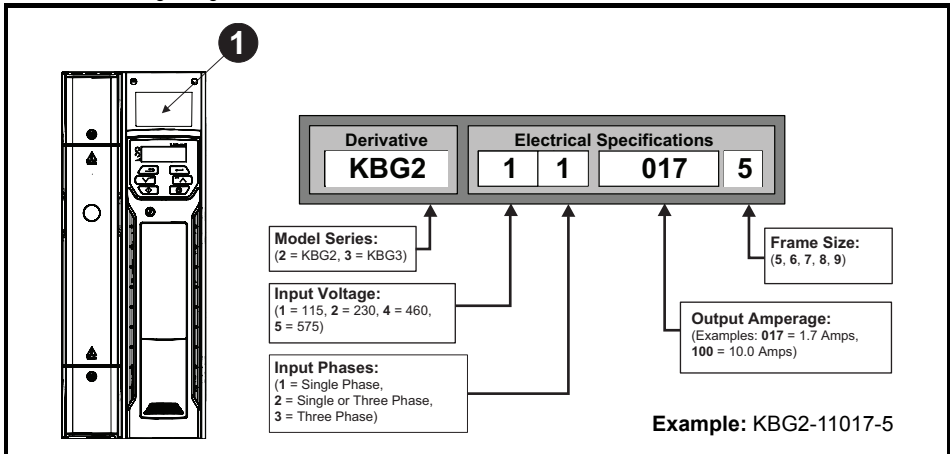 1
Derivative
Electrical Specifications
KBG2
1 1 017 5
Model Series:
(2 = KBG2, 3 = KBG3)
Input Voltage:
(1 = 115, 2 = 230, 4 = 460,
5 = 575)
Input Phases:
(1 = Single Phase,
2 = Single or Three Phase,
3 = Three Phase)
Frame Size:
(5, 6, 7, 8, 9)
Output Amperage:
(Examples: 017 = 1.7 Amps,
100 = 10.0 Amps)
Example: KBG2-11017-5